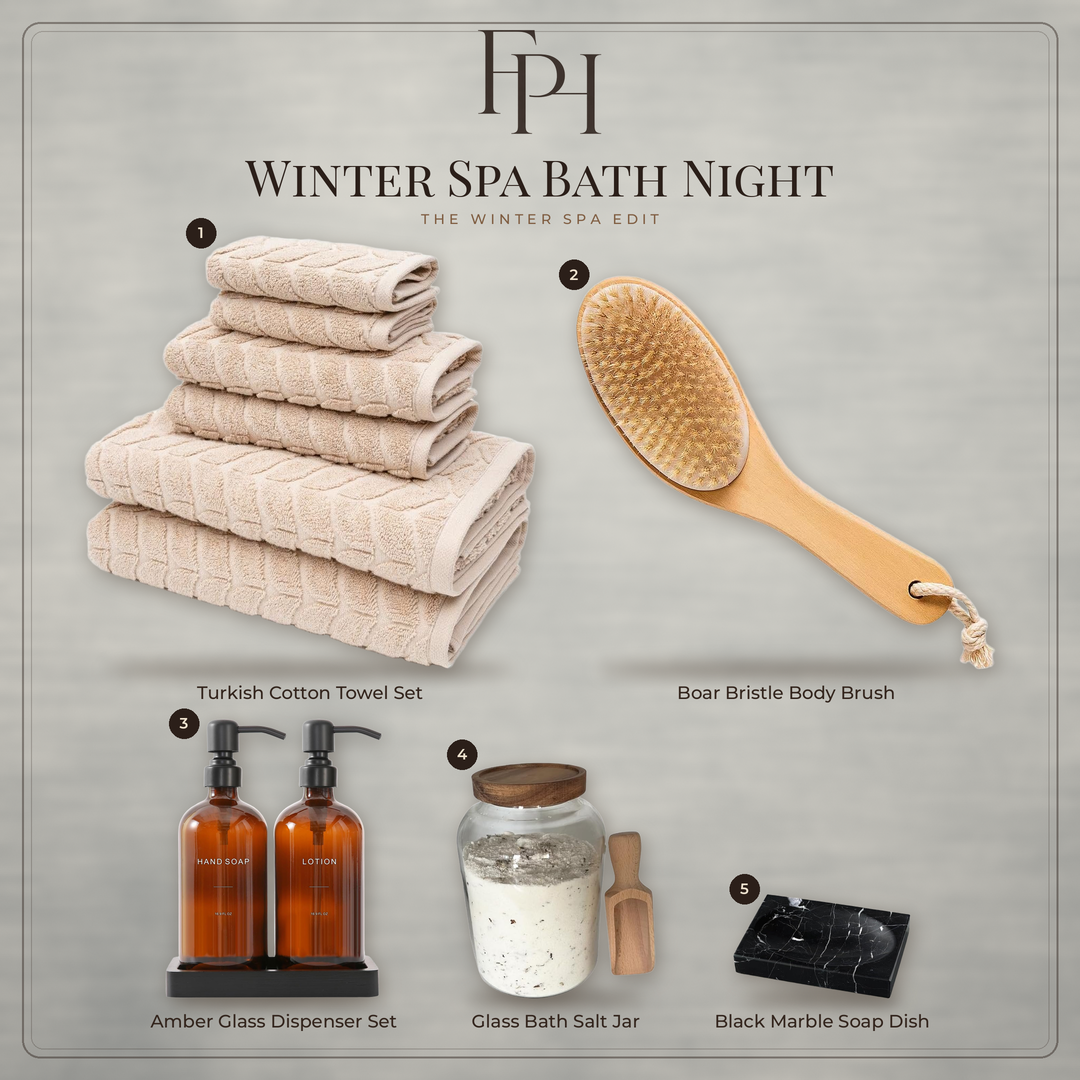 FPH
Winter Spa Bath Night
THE WINTER SPA EDIT
1
2
Turkish Cotton Towel Set
Boar Bristle Body Brush
3
4
5
HAND SOAP
LOTION
Amber Glass Dispenser Set
Glass Bath Salt Jar
Black Marble Soap Dish